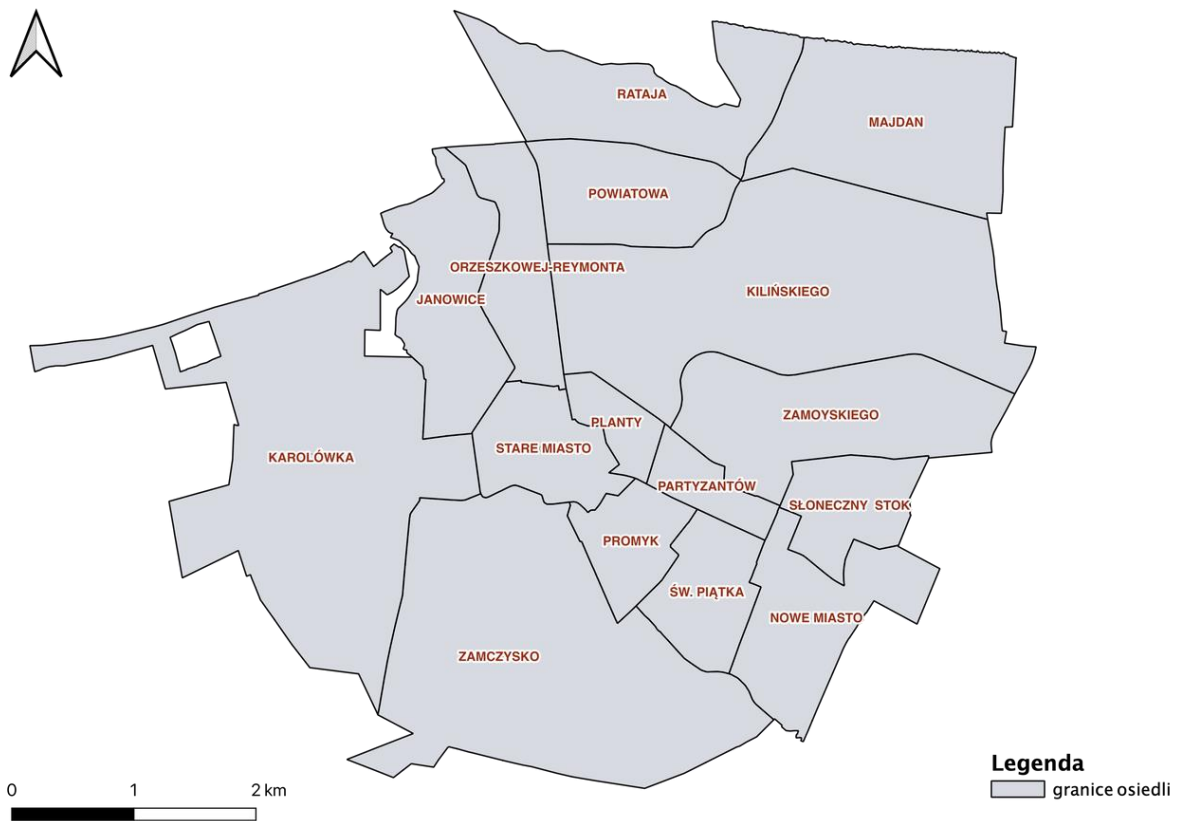 RATAJA
MAJDAN
POWIATOWA
ORZESZKOWEJ-REYMONTA
KILIŃSKIEGO
JANOWICE
ZAMOYSKIEGO
PLANTY
STARE MIASTO
KAROLÓWKA
PARTYZANTÓW
SŁONECZNY STOK
PROMYK
ŚW. PIĄTKA
NOWE MIASTO
ZAMCZYSKO
Legenda
granice osiedli
0 1 2 km